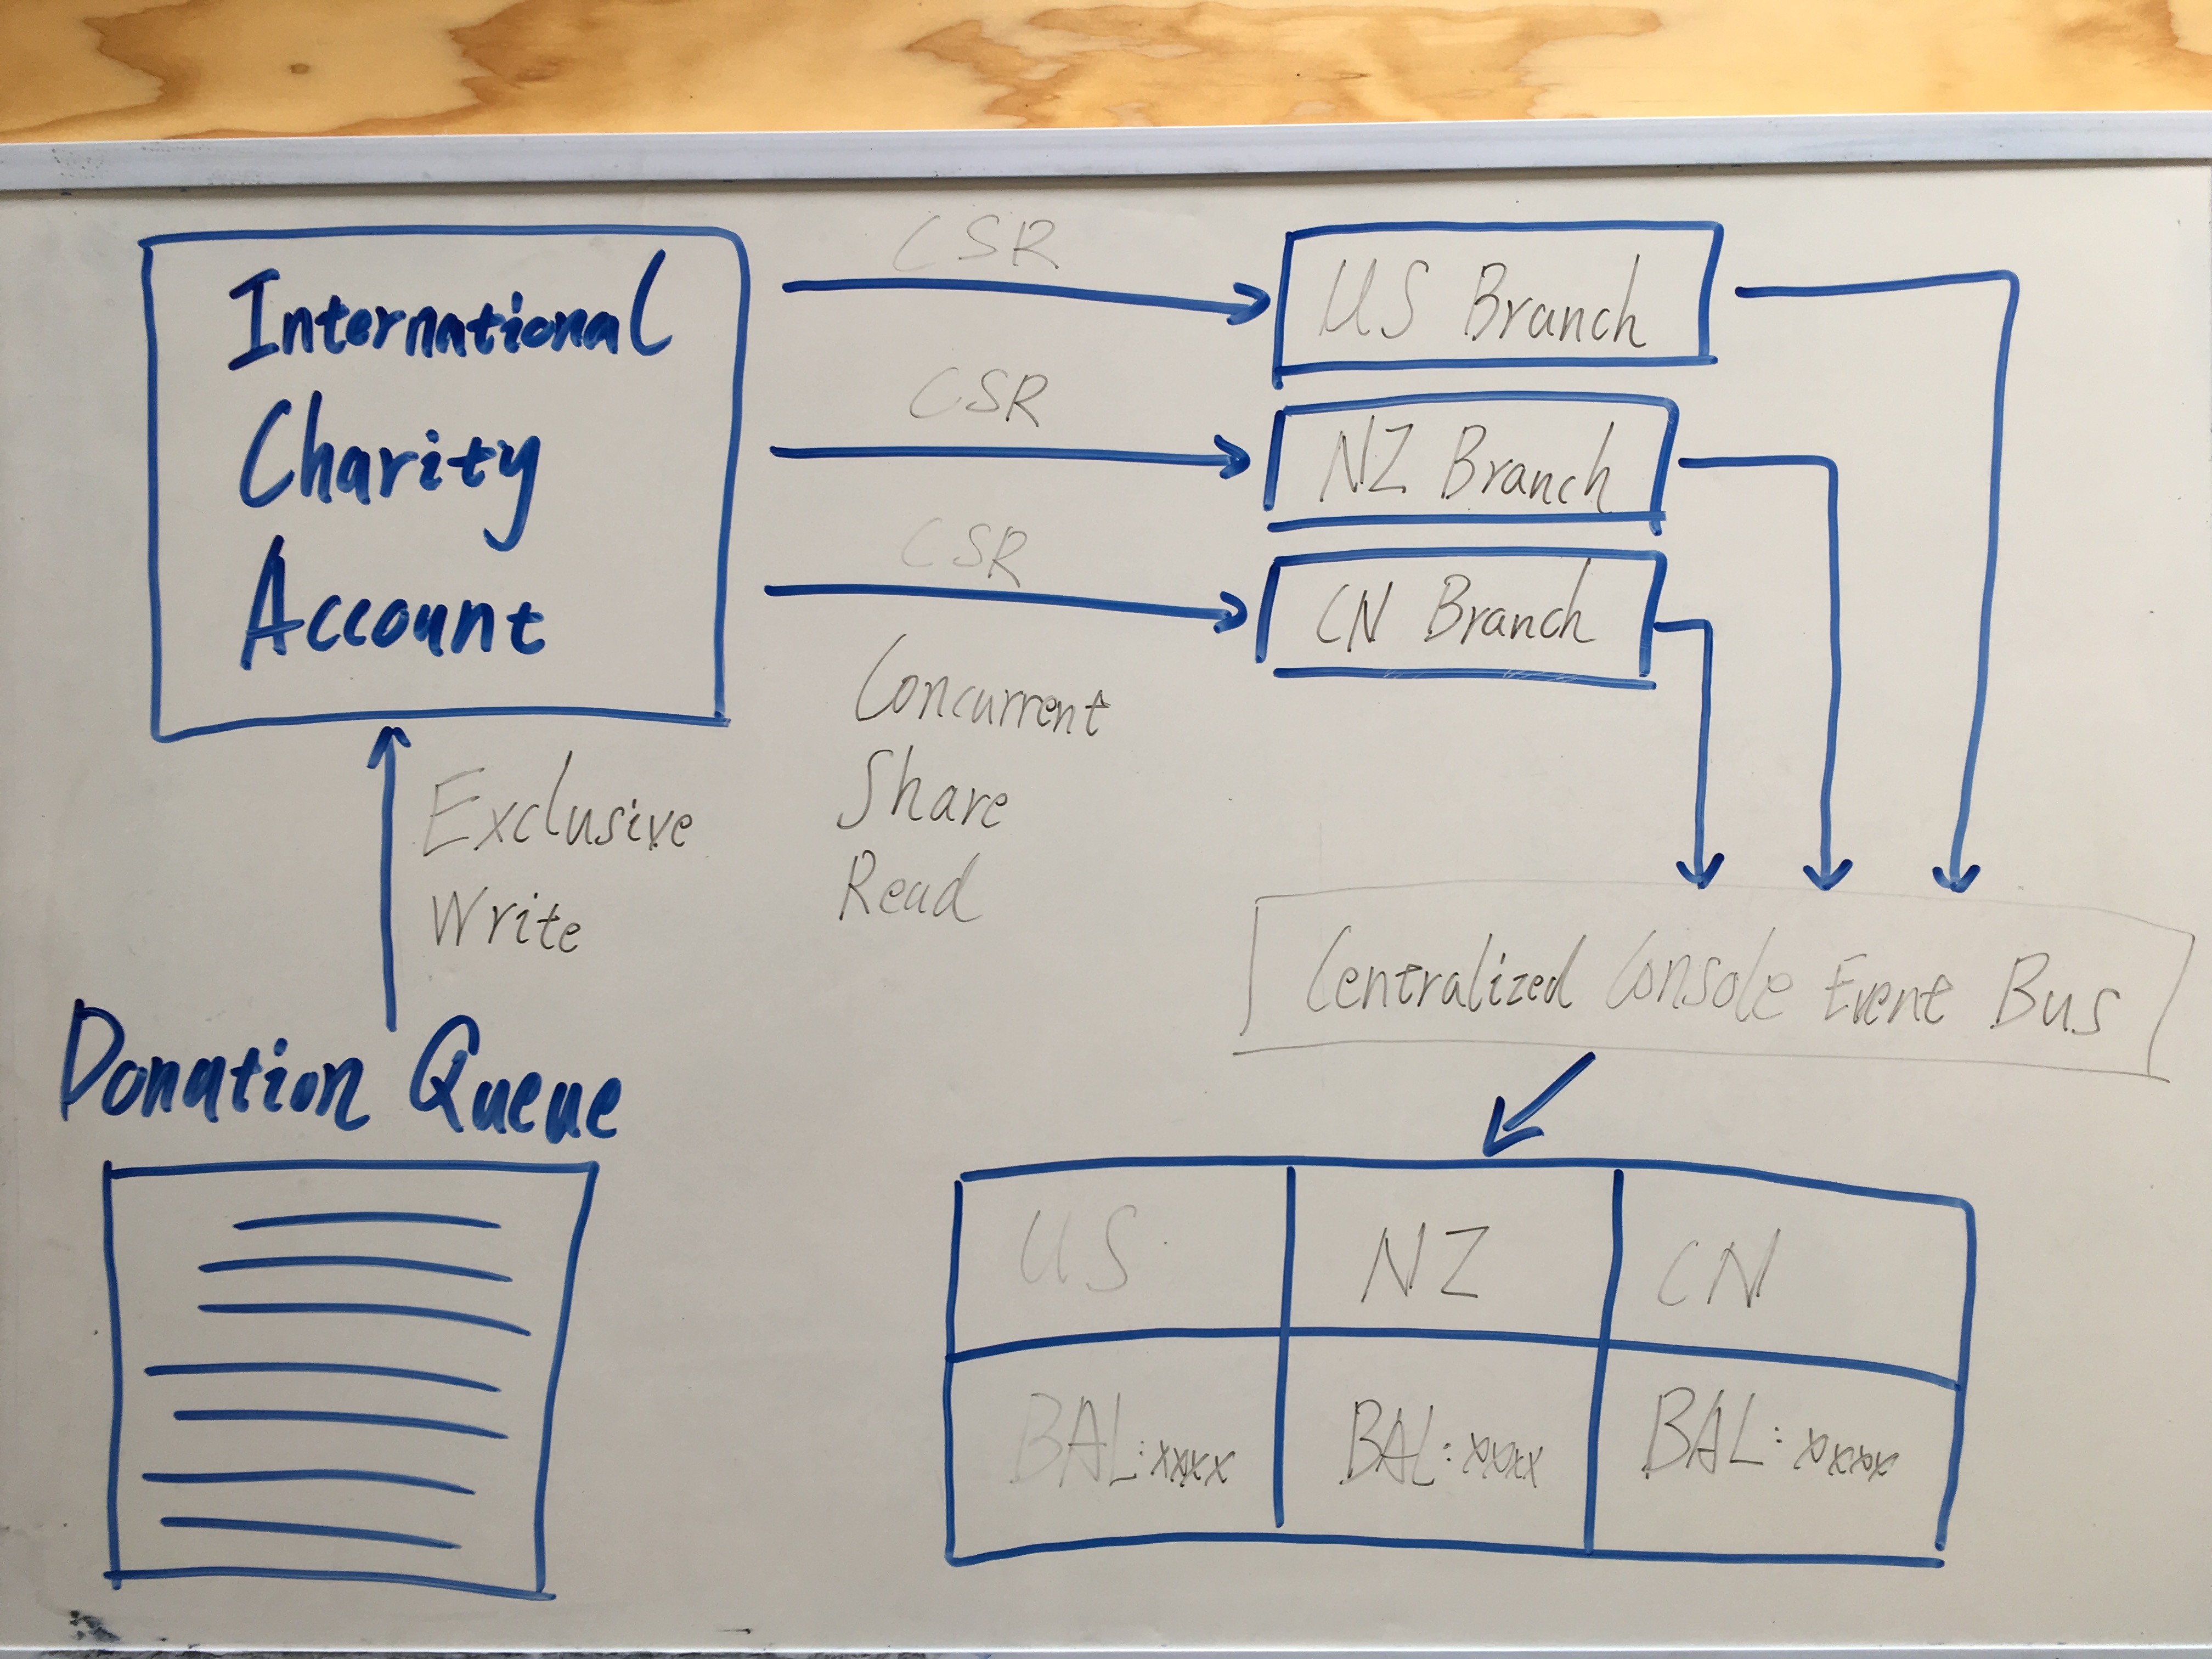 International
Charity
Account
CSR
CSR
CSR
Concurrent
Share
Read
US Branch
NZ Branch
CN Branch
Exclusive
Write
Donation Queue
Centralized Console Event Bus
US NZ CN
BAL:xxxx BAL:xxxx BAL:xxxx